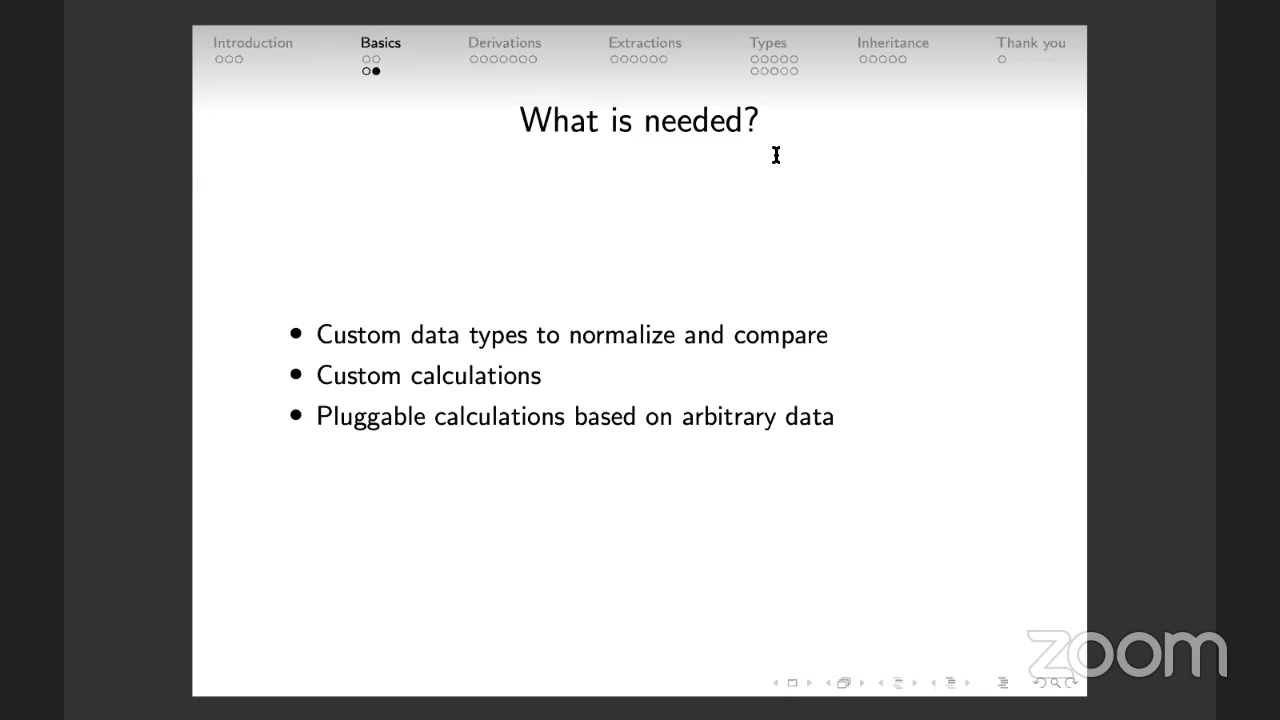 Introduction Basics Derivations Extractions Types Inheritance Thank you
What is needed?
• Custom data types to normalize and compare
• Custom calculations
• Pluggable calculations based on arbitrary data
zoom